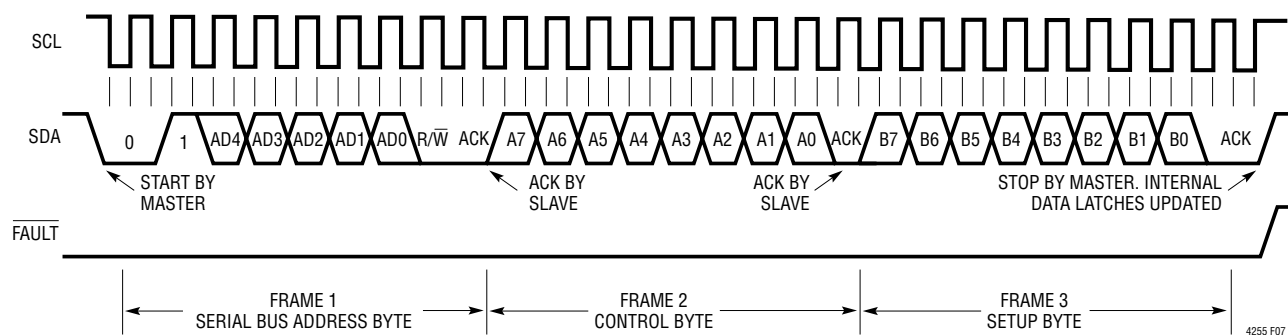 SCL
SDA
0 1 AD4 AD3 AD2 AD1 AD0 R/W̅ ACK A7 A6 A5 A4 A3 A2 A1 A0 ACK B7 B6 B5 B4 B3 B2 B1 B0 ACK
START BY
MASTER
ACK BY
SLAVE
ACK BY
SLAVE
STOP BY MASTER. INTERNAL
DATA LATCHES UPDATED
F̅A̅U̅L̅T̅
FRAME 1
SERIAL BUS ADDRESS BYTE
FRAME 2
CONTROL BYTE
FRAME 3
SETUP BYTE
4255 F07